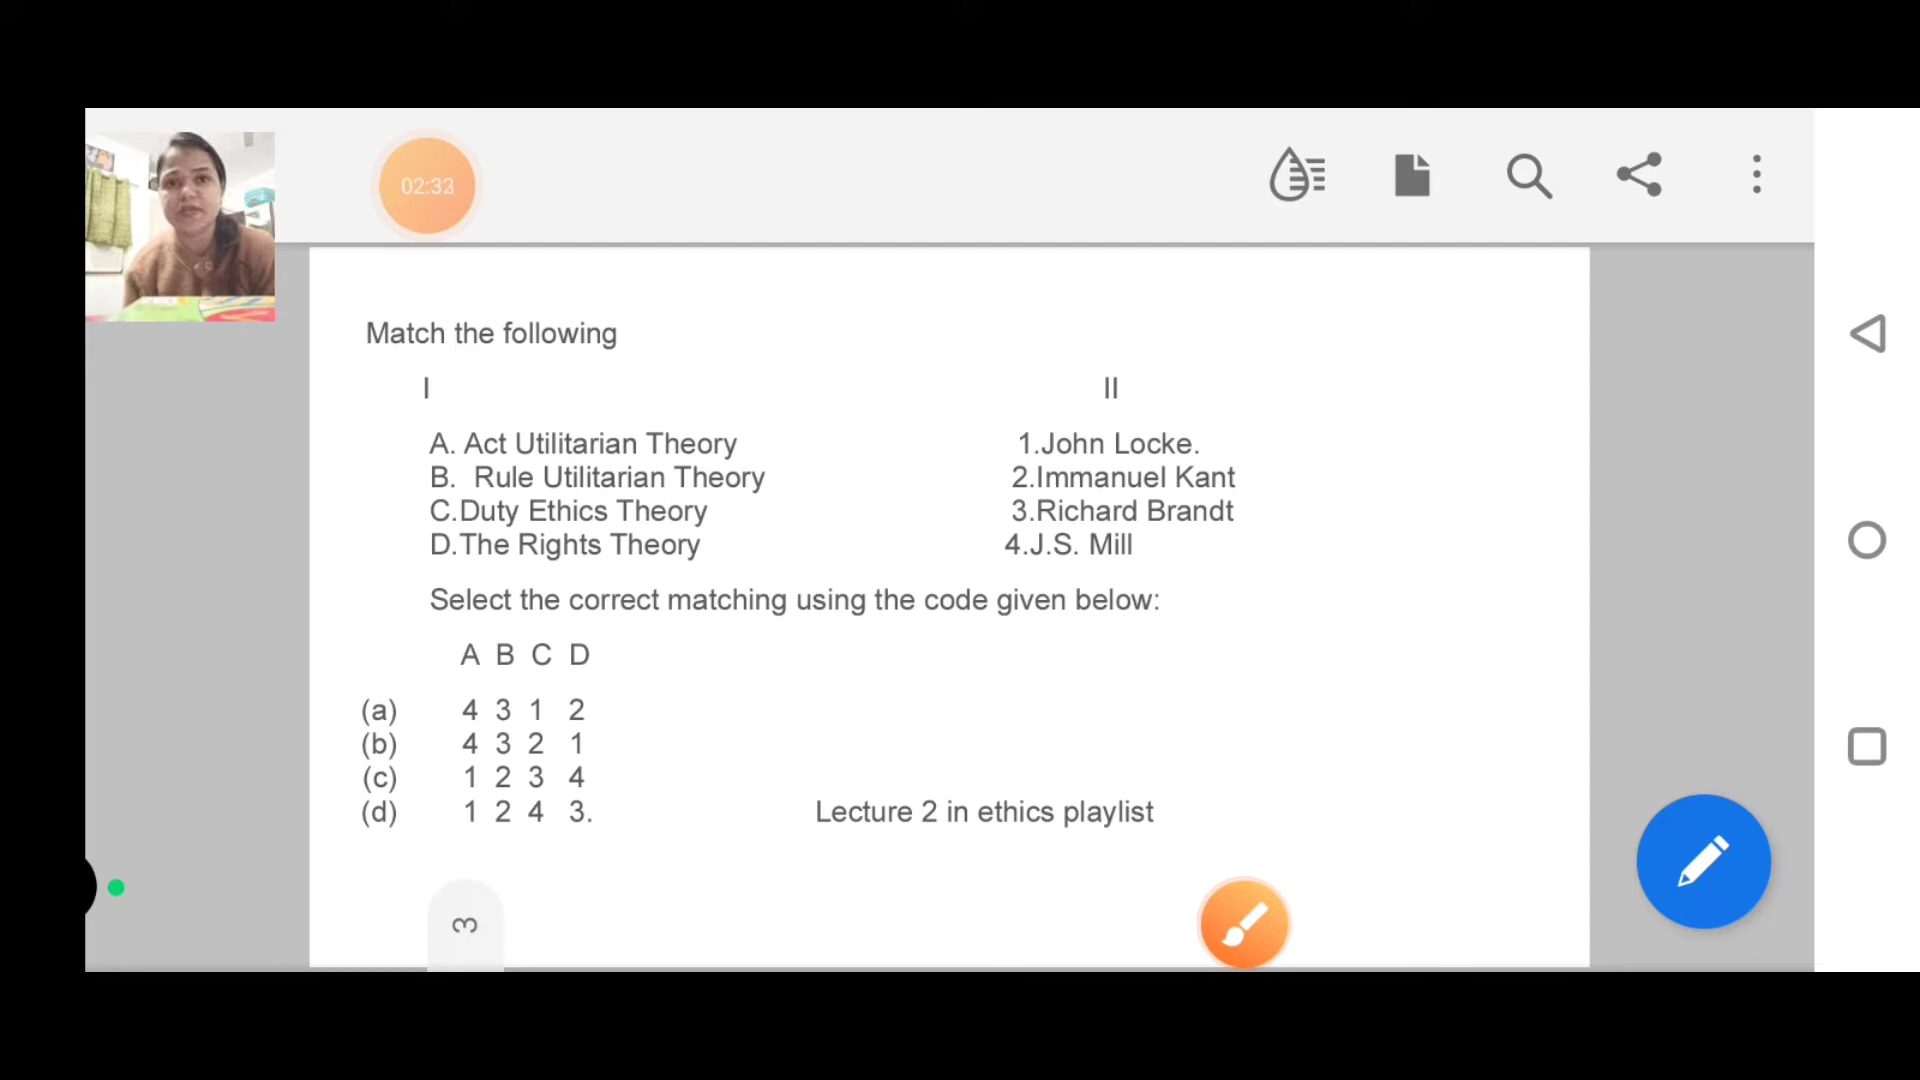 02:33
Match the following
I II
A. Act Utilitarian Theory 1.John Locke.
B. Rule Utilitarian Theory 2.Immanuel Kant
C.Duty Ethics Theory 3.Richard Brandt
D.The Rights Theory 4.J.S. Mill
Select the correct matching using the code given below:
A B C D
(a) 4 3 1 2
(b) 4 3 2 1
(c) 1 2 3 4
(d) 1 2 4 3. Lecture 2 in ethics playlist
3